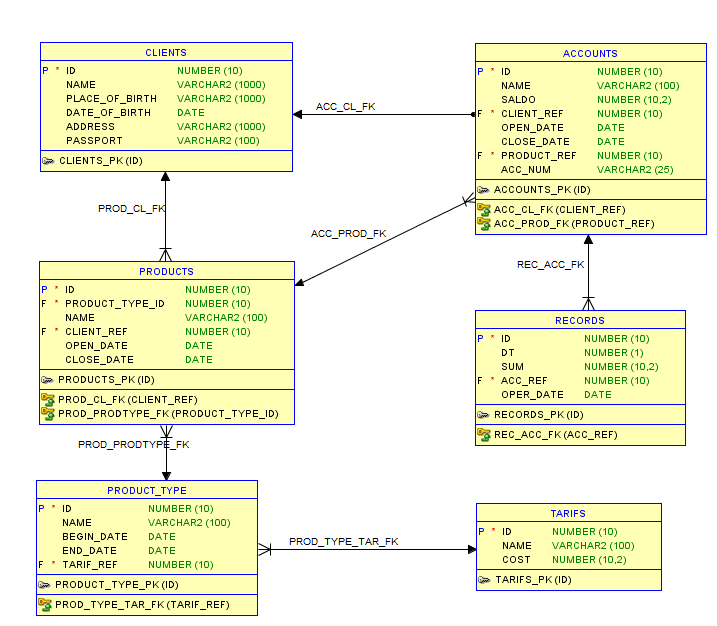 CLIENTS
P * ID NUMBER (10)
NAME VARCHAR2 (1000)
PLACE_OF_BIRTH VARCHAR2 (1000)
DATE_OF_BIRTH DATE
ADDRESS VARCHAR2 (1000)
PASSPORT VARCHAR2 (100)
CLIENTS_PK (ID)
ACC_CL_FK
ACCOUNTS
P * ID NUMBER (10)
NAME VARCHAR2 (100)
SALDO NUMBER (10,2)
F * CLIENT_REF NUMBER (10)
OPEN_DATE DATE
CLOSE_DATE DATE
F * PRODUCT_REF NUMBER (10)
ACC_NUM VARCHAR2 (25)
ACCOUNTS_PK (ID)
ACC_CL_FK (CLIENT_REF)
ACC_PROD_FK (PRODUCT_REF)
PROD_CL_FK
ACC_PROD_FK
REC_ACC_FK
PRODUCTS
P * ID NUMBER (10)
F * PRODUCT_TYPE_ID NUMBER (10)
NAME VARCHAR2 (100)
F * CLIENT_REF NUMBER (10)
OPEN_DATE DATE
CLOSE_DATE DATE
PRODUCTS_PK (ID)
PROD_CL_FK (CLIENT_REF)
PROD_PRODTYPE_FK (PRODUCT_TYPE_ID)
RECORDS
P * ID NUMBER (10)
DT NUMBER (1)
SUM NUMBER (10,2)
F * ACC_REF NUMBER (10)
OPER_DATE DATE
RECORDS_PK (ID)
REC_ACC_FK (ACC_REF)
PROD_PRODTYPE_FK
PRODUCT_TYPE
P * ID NUMBER (10)
NAME VARCHAR2 (100)
BEGIN_DATE DATE
END_DATE DATE
F * TARIF_REF NUMBER (10)
PRODUCT_TYPE_PK (ID)
PROD_TYPE_TAR_FK (TARIF_REF)
PROD_TYPE_TAR_FK
TARIFS
P * ID NUMBER (10)
NAME VARCHAR2 (100)
COST NUMBER (10,2)
TARIFS_PK (ID)